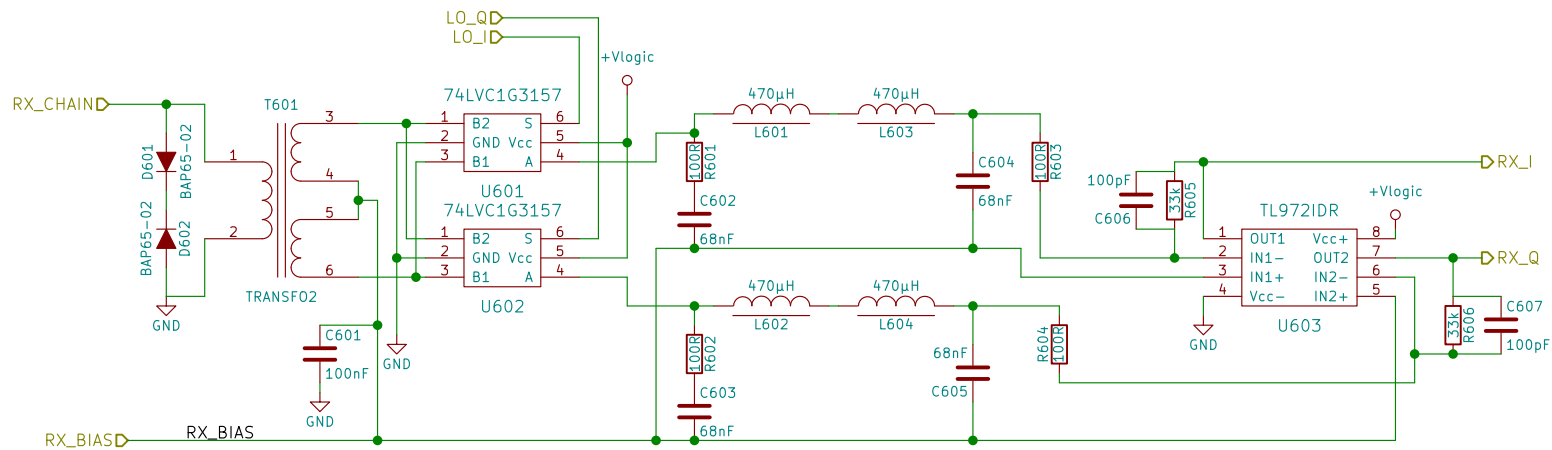 LO_Q
LO_I
+Vlogic
RX_CHAIN
D601
BAP65-02
BAP65-02
D602
GND
T601
1
2
3
4
5
6
TRANSFO2
74LVC1G3157
1 B2 S 6
2 GND Vcc 5
3 B1 A 4
U601
74LVC1G3157
1 B2 S 6
2 GND Vcc 5
3 B1 A 4
U602
C601
100nF
GND
GND
RX_BIAS
RX_BIAS
470µH
L601
470µH
L603
100R
R601
C602
68nF
C604
68nF
100R
R603
470µH
L602
470µH
L604
100R
R602
C603
68nF
68nF
C605
R604
100R
100pF
C606
33k
R605
RX_I
+Vlogic
TL972IDR
1 OUT1 Vcc+ 8
2 IN1- OUT2 7
3 IN1+ IN2- 6
4 Vcc- IN2+ 5
U603
GND
RX_Q
33k
R606
C607
100pF